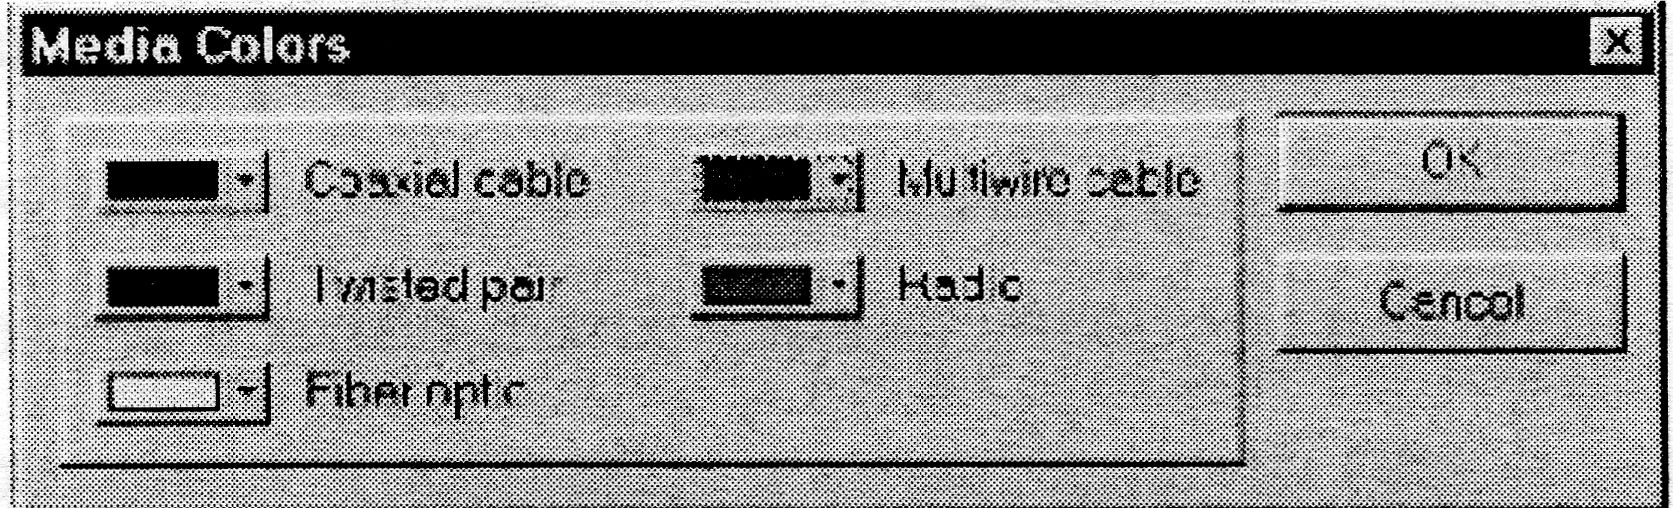 Media Colors
Coaxial cable
Multiwire cable
OK
Twisted pair
Radio
Cancel
Fiber optic